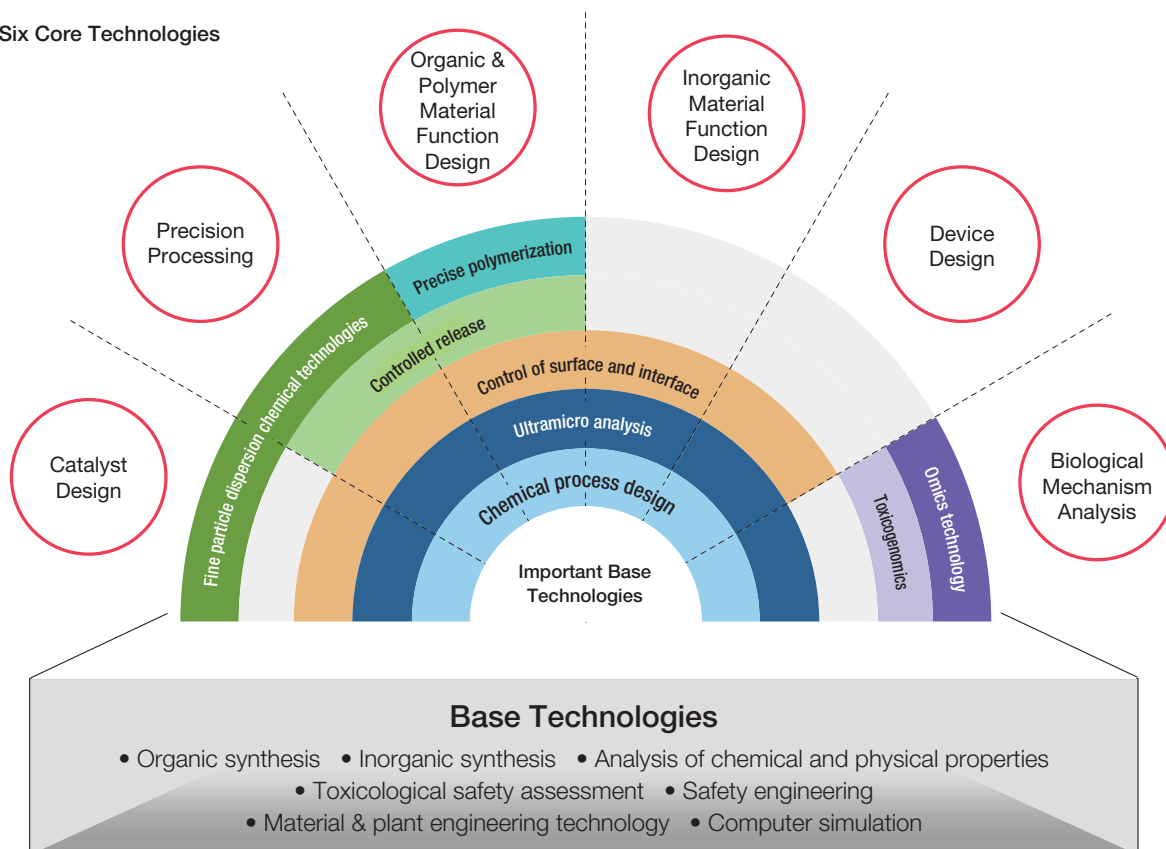 Six Core Technologies
Catalyst
Design
Precision
Processing
Organic &
Polymer
Material
Function
Design
Inorganic
Material
Function
Design
Device
Design
Biological
Mechanism
Analysis
Fine particle dispersion chemical technologies
Precise polymerization
Controlled release
Control of surface and interface
Ultramicro analysis
Chemical process design
Toxicogenomics
Omics technology
Important Base
Technologies
Base Technologies
• Organic synthesis • Inorganic synthesis • Analysis of chemical and physical properties
• Toxicological safety assessment • Safety engineering
• Material & plant engineering technology • Computer simulation